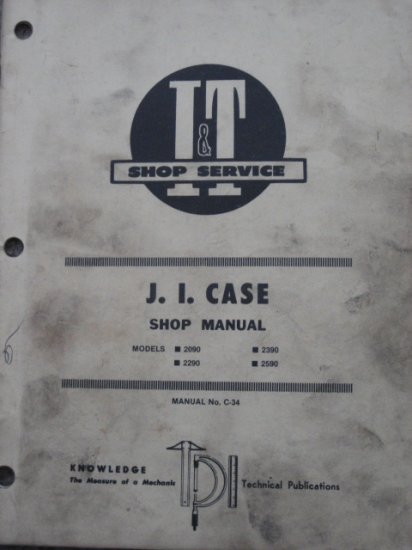 I&T
SHOP SERVICE
J. I. CASE
SHOP MANUAL
MODELS ■ 2090 ■ 2390
■ 2290 ■ 2590
MANUAL No. C-34
KNOWLEDGE
The Measure of a Mechanic
TPI
Technical Publications